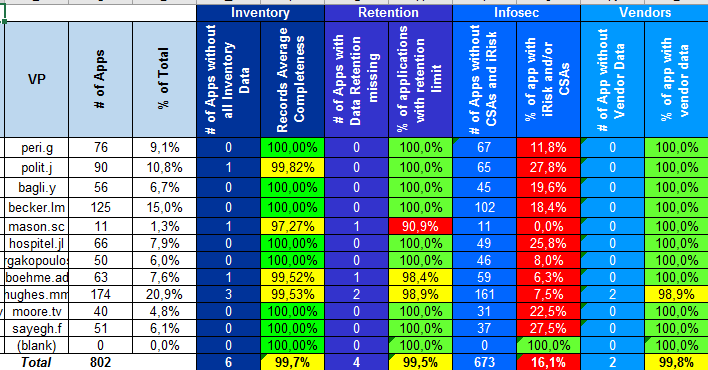 Inventory Retention Infosec Vendors
VP # of Apps % of Total # of Apps without all Inventory Data Records Average Completeness # of Apps with Data Retention missing % of applications with retention limit # of Apps without CSAs and iRisk % of app with iRisk and/or CSAs # of Apps Without Vendor Data % of app with vendor data
peri.g 76 9,1% 0 100,00% 0 100,0% 67 11,8% 0 100,0%
polit.j 90 10,8% 1 99,82% 0 100,0% 65 27,8% 0 100,0%
bagli.y 56 6,7% 0 100,00% 0 100,0% 45 19,6% 0 100,0%
becker.lm 125 15,0% 0 100,00% 0 100,0% 102 18,4% 0 100,0%
mason.sc 11 1,3% 1 97,27% 1 90,9% 11 0,0% 0 100,0%
hospitel.jl 66 7,9% 0 100,00% 0 100,0% 49 25,8% 0 100,0%
rgakopoulos 50 6,0% 0 100,00% 0 100,0% 46 8,0% 0 100,0%
boehme.ad 63 7,6% 1 99,52% 1 98,4% 59 6,3% 0 100,0%
hughes.mm 174 20,9% 3 99,53% 2 98,9% 161 7,5% 2 98,9%
moore.tv 40 4,8% 0 100,00% 0 100,0% 31 22,5% 0 100,0%
sayegh.f 51 6,1% 0 100,00% 0 100,0% 37 27,5% 0 100,0%
(blank) 0 0,0% 0 100,00% 0 100,0% 0 100,0% 0 100,0%
Total 802 6 99,7% 4 99,5% 673 16,1% 2 99,8%